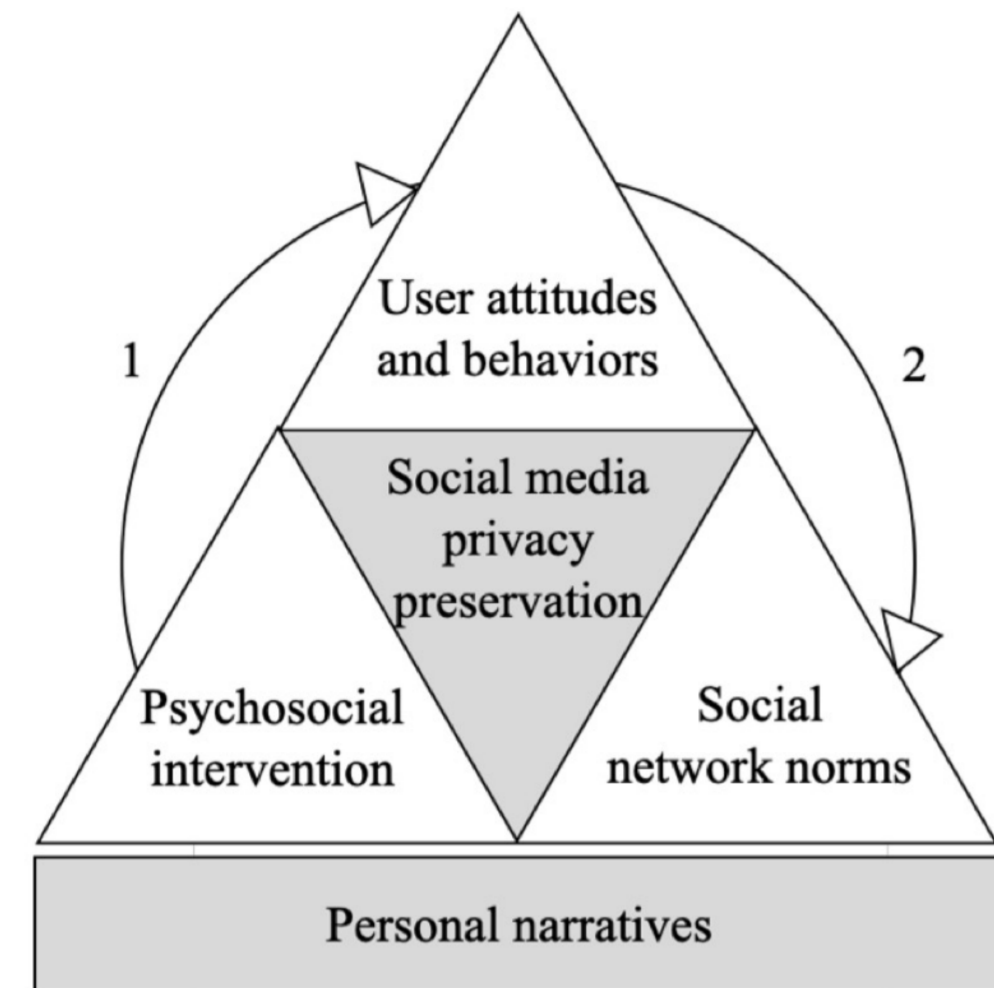 User attitudes
and behaviors
1
2
Social media
privacy
preservation
Psychosocial
intervention
Social
network norms
Personal narratives